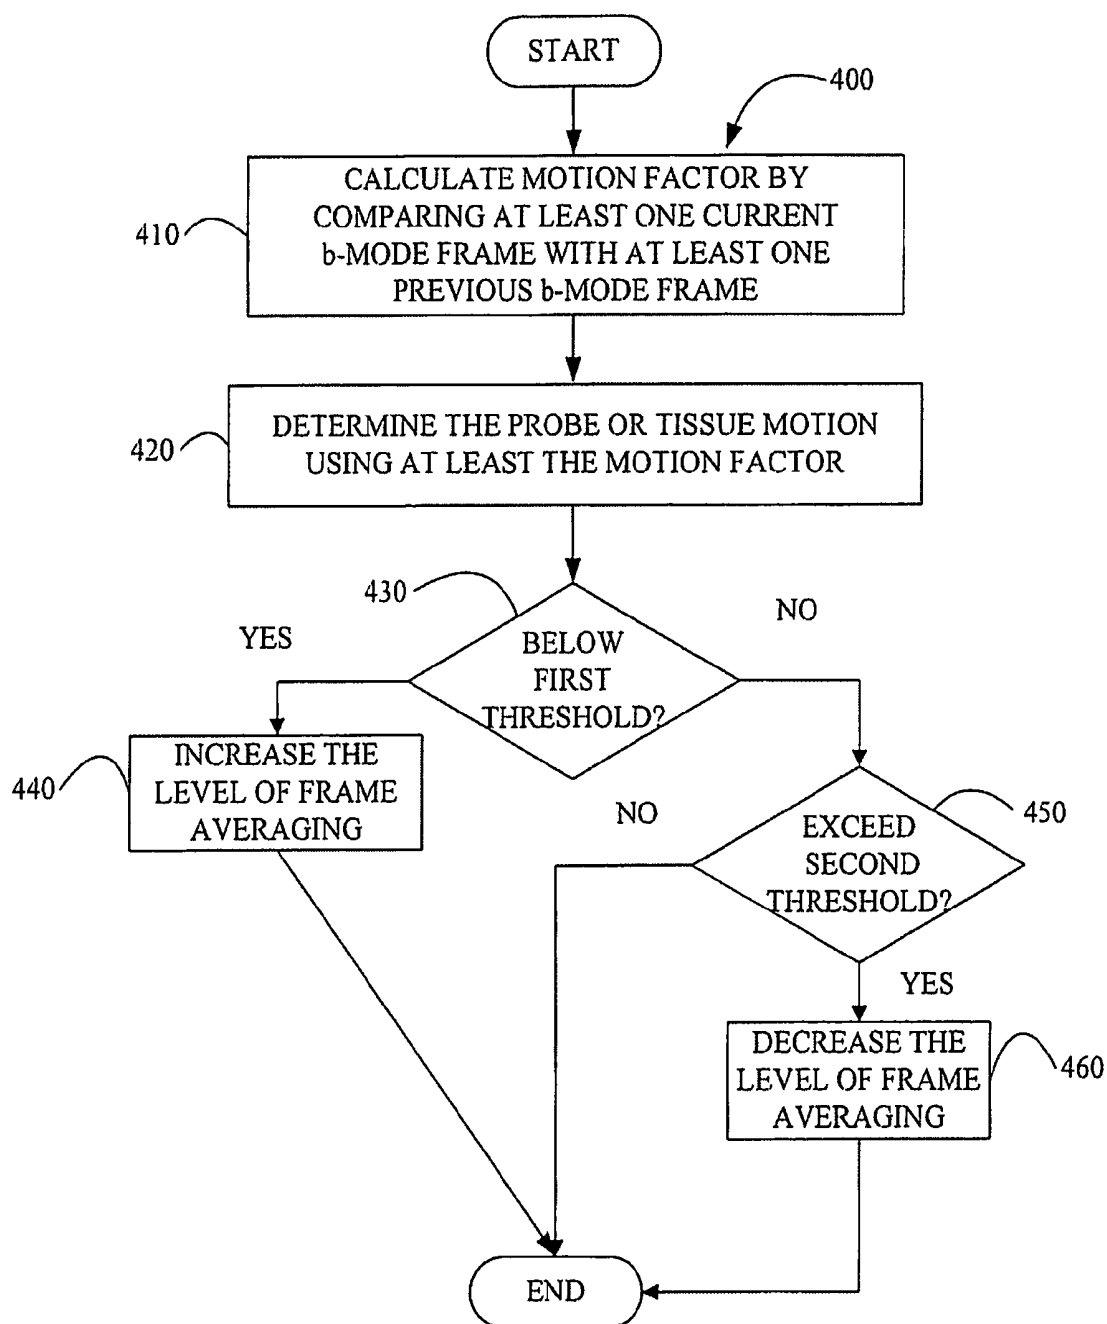 START
400
CALCULATE MOTION FACTOR BY
COMPARING AT LEAST ONE CURRENT
b-MODE FRAME WITH AT LEAST ONE
PREVIOUS b-MODE FRAME
410
DETERMINE THE PROBE OR TISSUE MOTION
USING AT LEAST THE MOTION FACTOR
420
430
YES
NO
BELOW
FIRST
THRESHOLD?
INCREASE THE
LEVEL OF FRAME
AVERAGING
440
NO
450
EXCEED
SECOND
THRESHOLD?
YES
DECREASE THE
LEVEL OF FRAME
AVERAGING
460
END